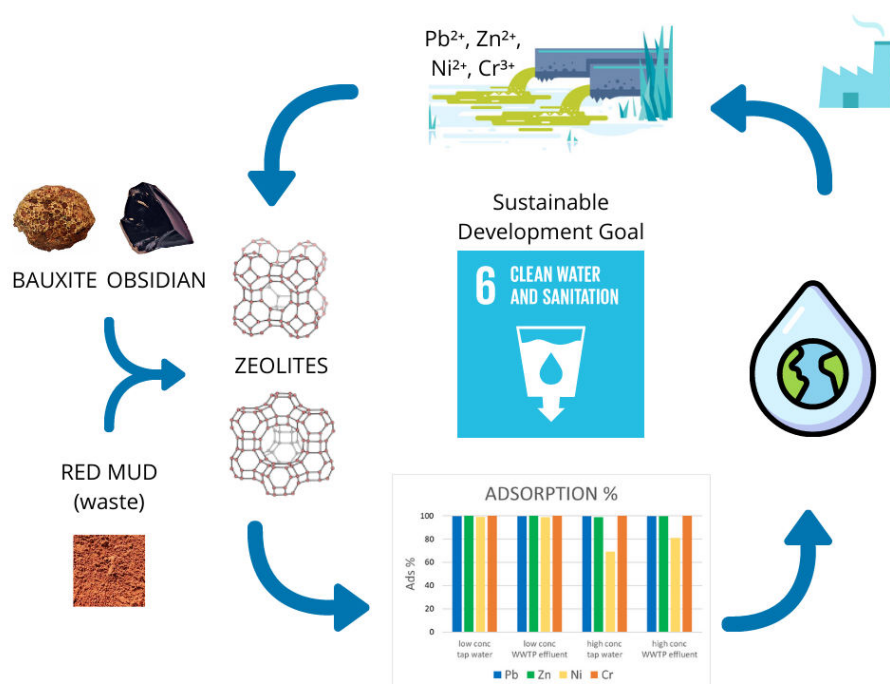 Pb²⁺, Zn²⁺,
Ni²⁺, Cr³⁺
Sustainable
Development Goal
6 CLEAN WATER
AND SANITATION
BAUXITE OBSIDIAN
ZEOLITES
RED MUD
(waste)
ADSORPTION %
Ads %
100
80
60
40
20
0
low conc
tap water
low conc
WWTP effluent
high conc
tap water
high conc
WWTP effluent
Pb Zn Ni Cr